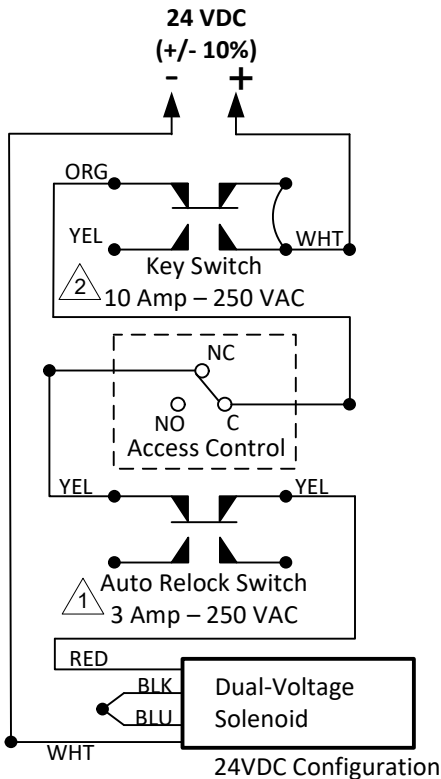 24 VDC
(+/- 10%)
- +
ORG
YEL
WHT
Key Switch
2
10 Amp – 250 VAC
NC
NO
C
Access Control
YEL
YEL
1
Auto Relock Switch
3 Amp – 250 VAC
RED
BLK
BLU
WHT
Dual-Voltage
Solenoid
24VDC Configuration